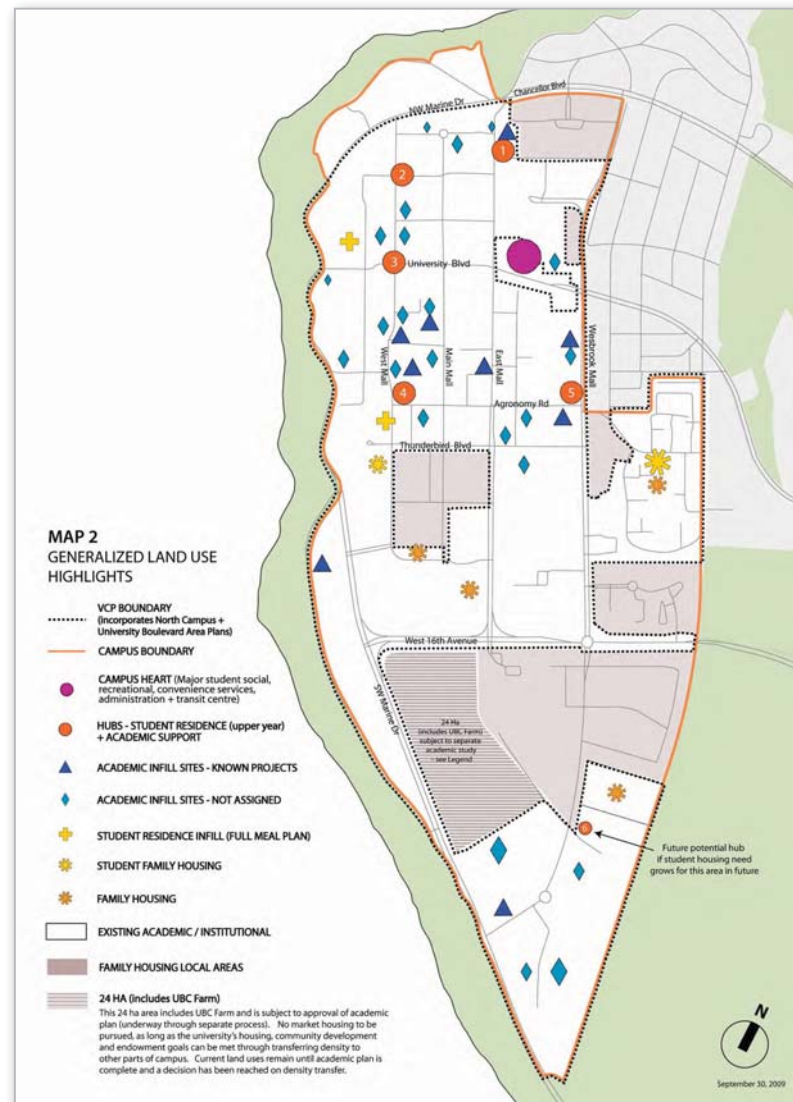 NW Marine Dr
Chancellor Blvd
1
2
3
University Blvd
West Mall
Main Mall
East Mall
Wesbrook Mall
4
5
Agronomy Rd
Thunderbird Blvd
West 16th Avenue
SW Marine Dr
24 Ha
(includes UBC Farm)
subject to separate
academic study
- see Legend
6
Future potential hub
if student housing need
grows for this area in future
MAP 2
GENERALIZED LAND USE
HIGHLIGHTS
VCP BOUNDARY
(incorporates North Campus +
University Boulevard Area Plans)
CAMPUS BOUNDARY
CAMPUS HEART (Major student social,
recreational, convenience services,
administration + transit centre)
HUBS - STUDENT RESIDENCE (upper year)
+ ACADEMIC SUPPORT
ACADEMIC INFILL SITES - KNOWN PROJECTS
ACADEMIC INFILL SITES - NOT ASSIGNED
STUDENT RESIDENCE INFILL (FULL MEAL PLAN)
STUDENT FAMILY HOUSING
FAMILY HOUSING
EXISTING ACADEMIC / INSTITUTIONAL
FAMILY HOUSING LOCAL AREAS
24 HA (includes UBC Farm)
This 24 ha area includes UBC Farm and is subject to approval of academic
plan (underway through separate process). No market housing to be
pursued, as long as the university's housing, community development
and endowment goals can be met through transferring density to
other parts of campus. Current land uses remain until academic plan is
complete and a decision has been reached on density transfer.
N
September 30, 2009